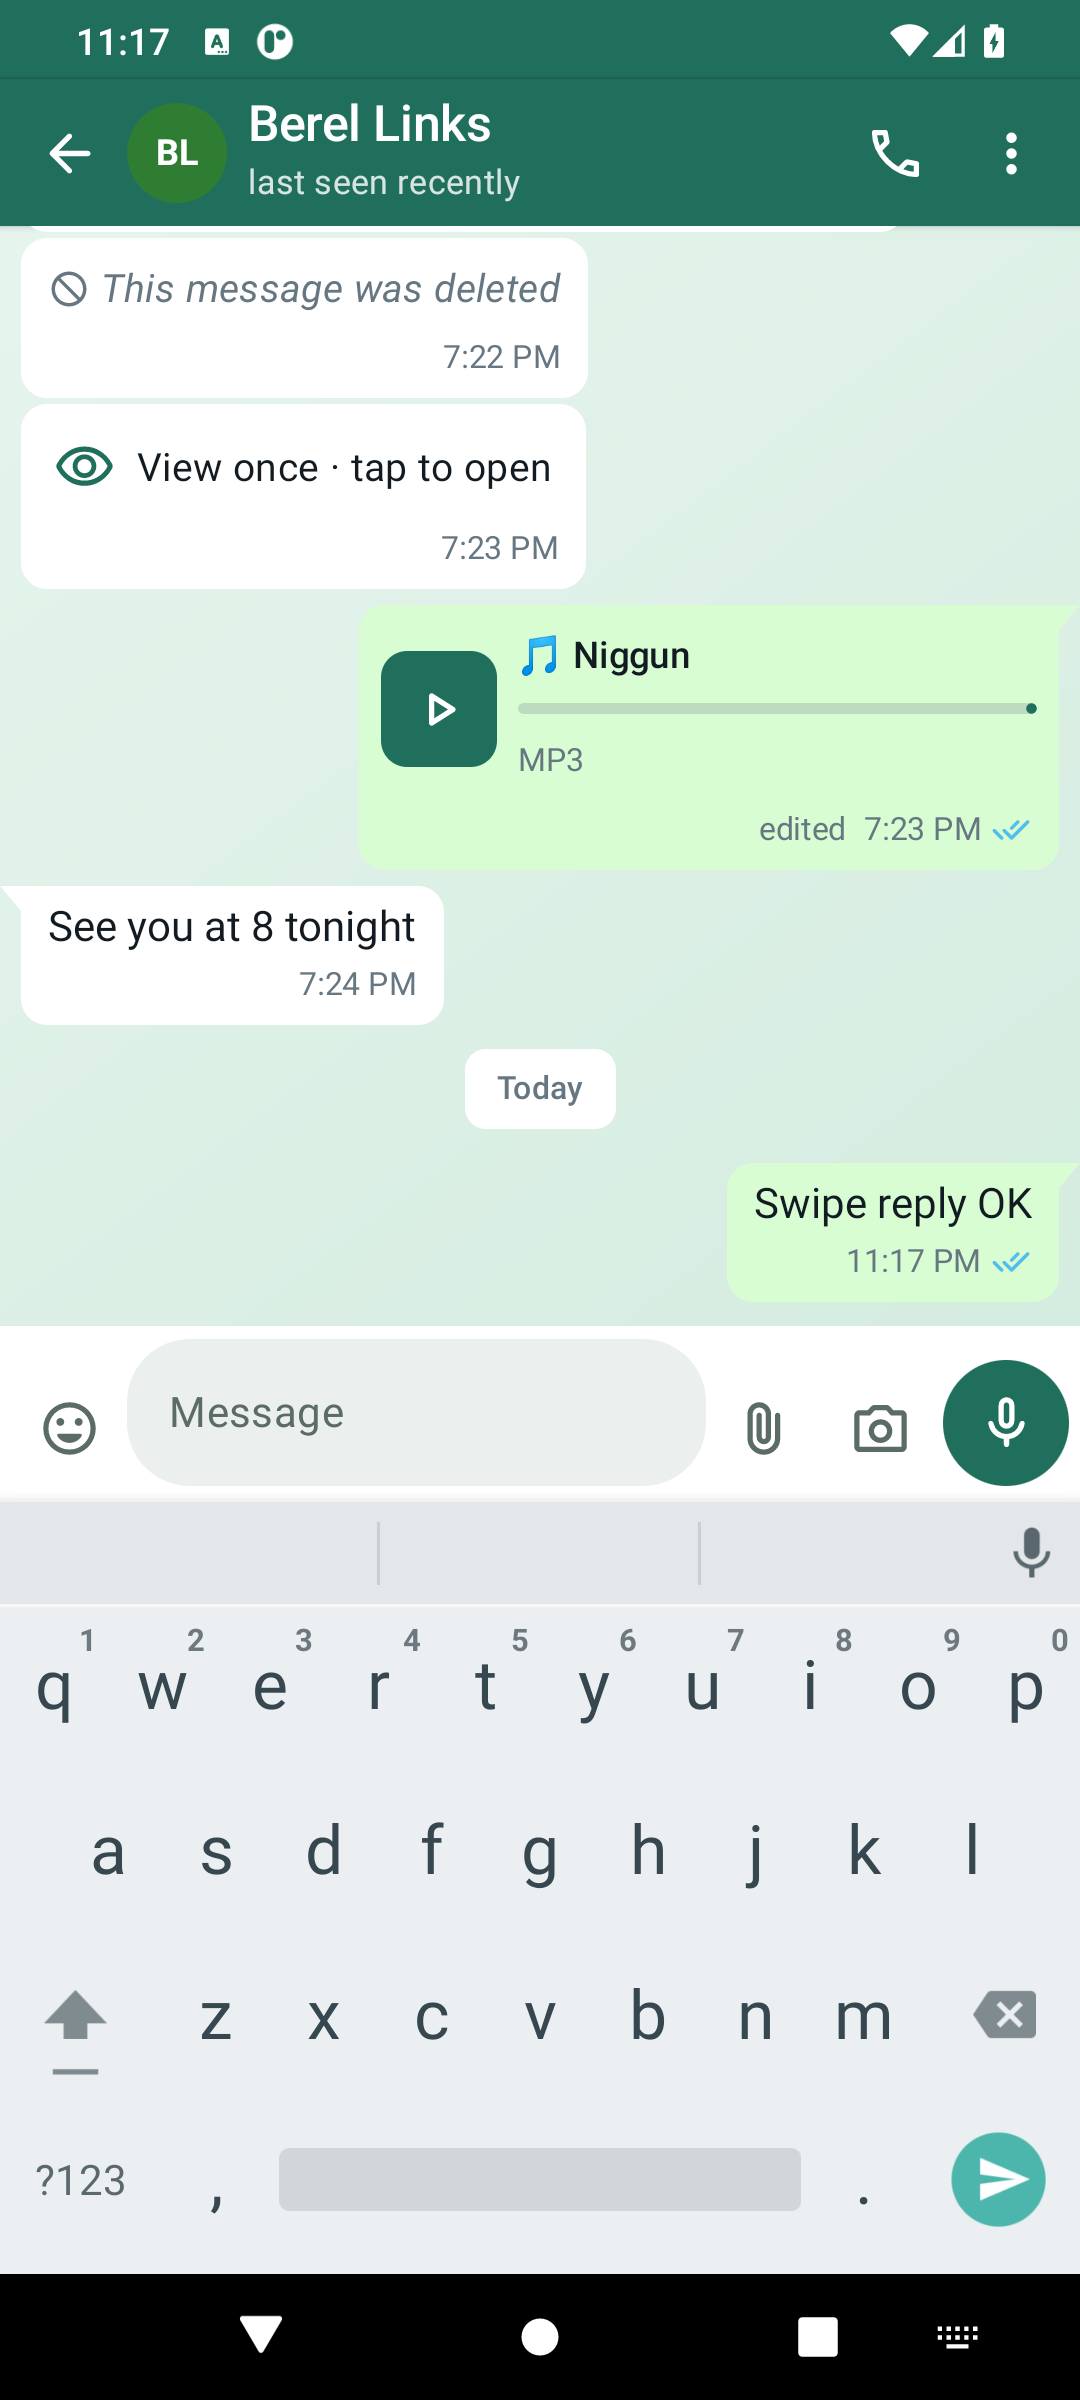 11:17
BL
Berel Links
last seen recently
This message was deleted
7:22 PM
View once · tap to open
7:23 PM
🎵 Niggun
MP3
edited 7:23 PM
See you at 8 tonight
7:24 PM
Today
Swipe reply OK
11:17 PM
Message
1 2 3 4 5 6 7 8 9 0
q w e r t y u i o p
a s d f g h j k l
z x c v b n m
?123 , .